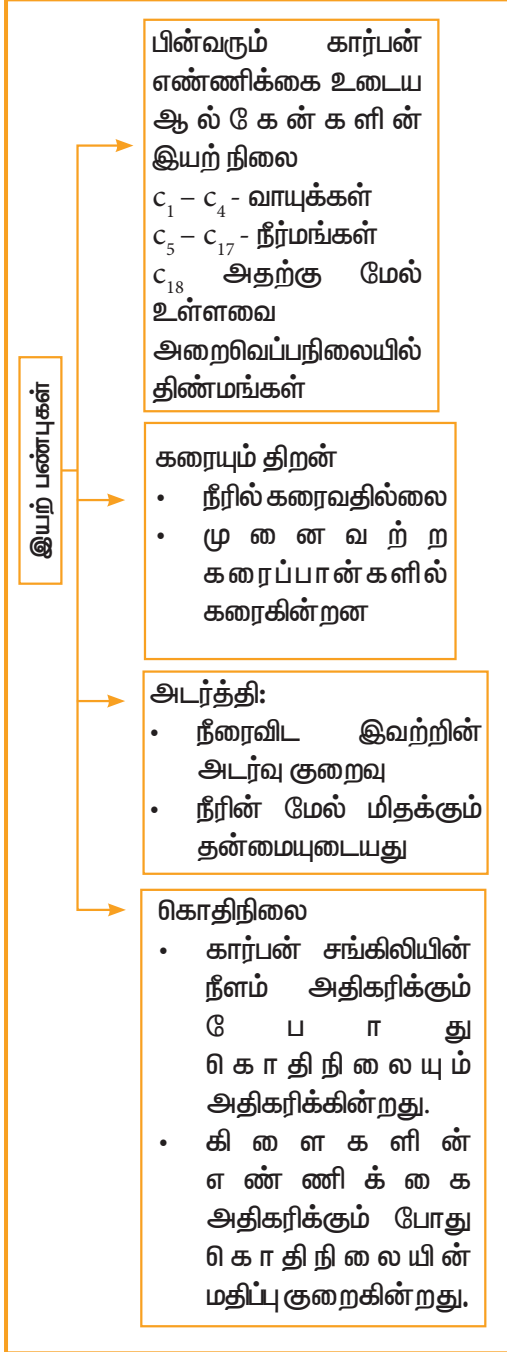 இயற் பண்புகள்
பின்வரும் கார்பன்
எண்ணிக்கை உடைய
ஆல்கேன்களின்
இயற் நிலை
c₁ – c₄ - வாயுக்கள்
c₅ – c₁₇ - நீர்மங்கள்
c₁₈ அதற்கு மேல்
உள்ளவை
அறைவெப்பநிலையில்
திண்மங்கள்
கரையும் திறன்
• நீரில் கரைவதில்லை
• முனைவற்ற
கரைப்பான்களில்
கரைகின்றன
அடர்த்தி:
• நீரைவிட இவற்றின்
அடர்வு குறைவு
• நீரின் மேல் மிதக்கும்
தன்மையுடையது
கொதிநிலை
• கார்பன் சங்கிலியின்
நீளம் அதிகரிக்கும்
போது
கொதிநிலையும்
அதிகரிக்கின்றது.
• கிளைகளின்
எண்ணிக்கை
அதிகரிக்கும் போது
கொதிநிலையின்
மதிப்பு குறைகின்றது.